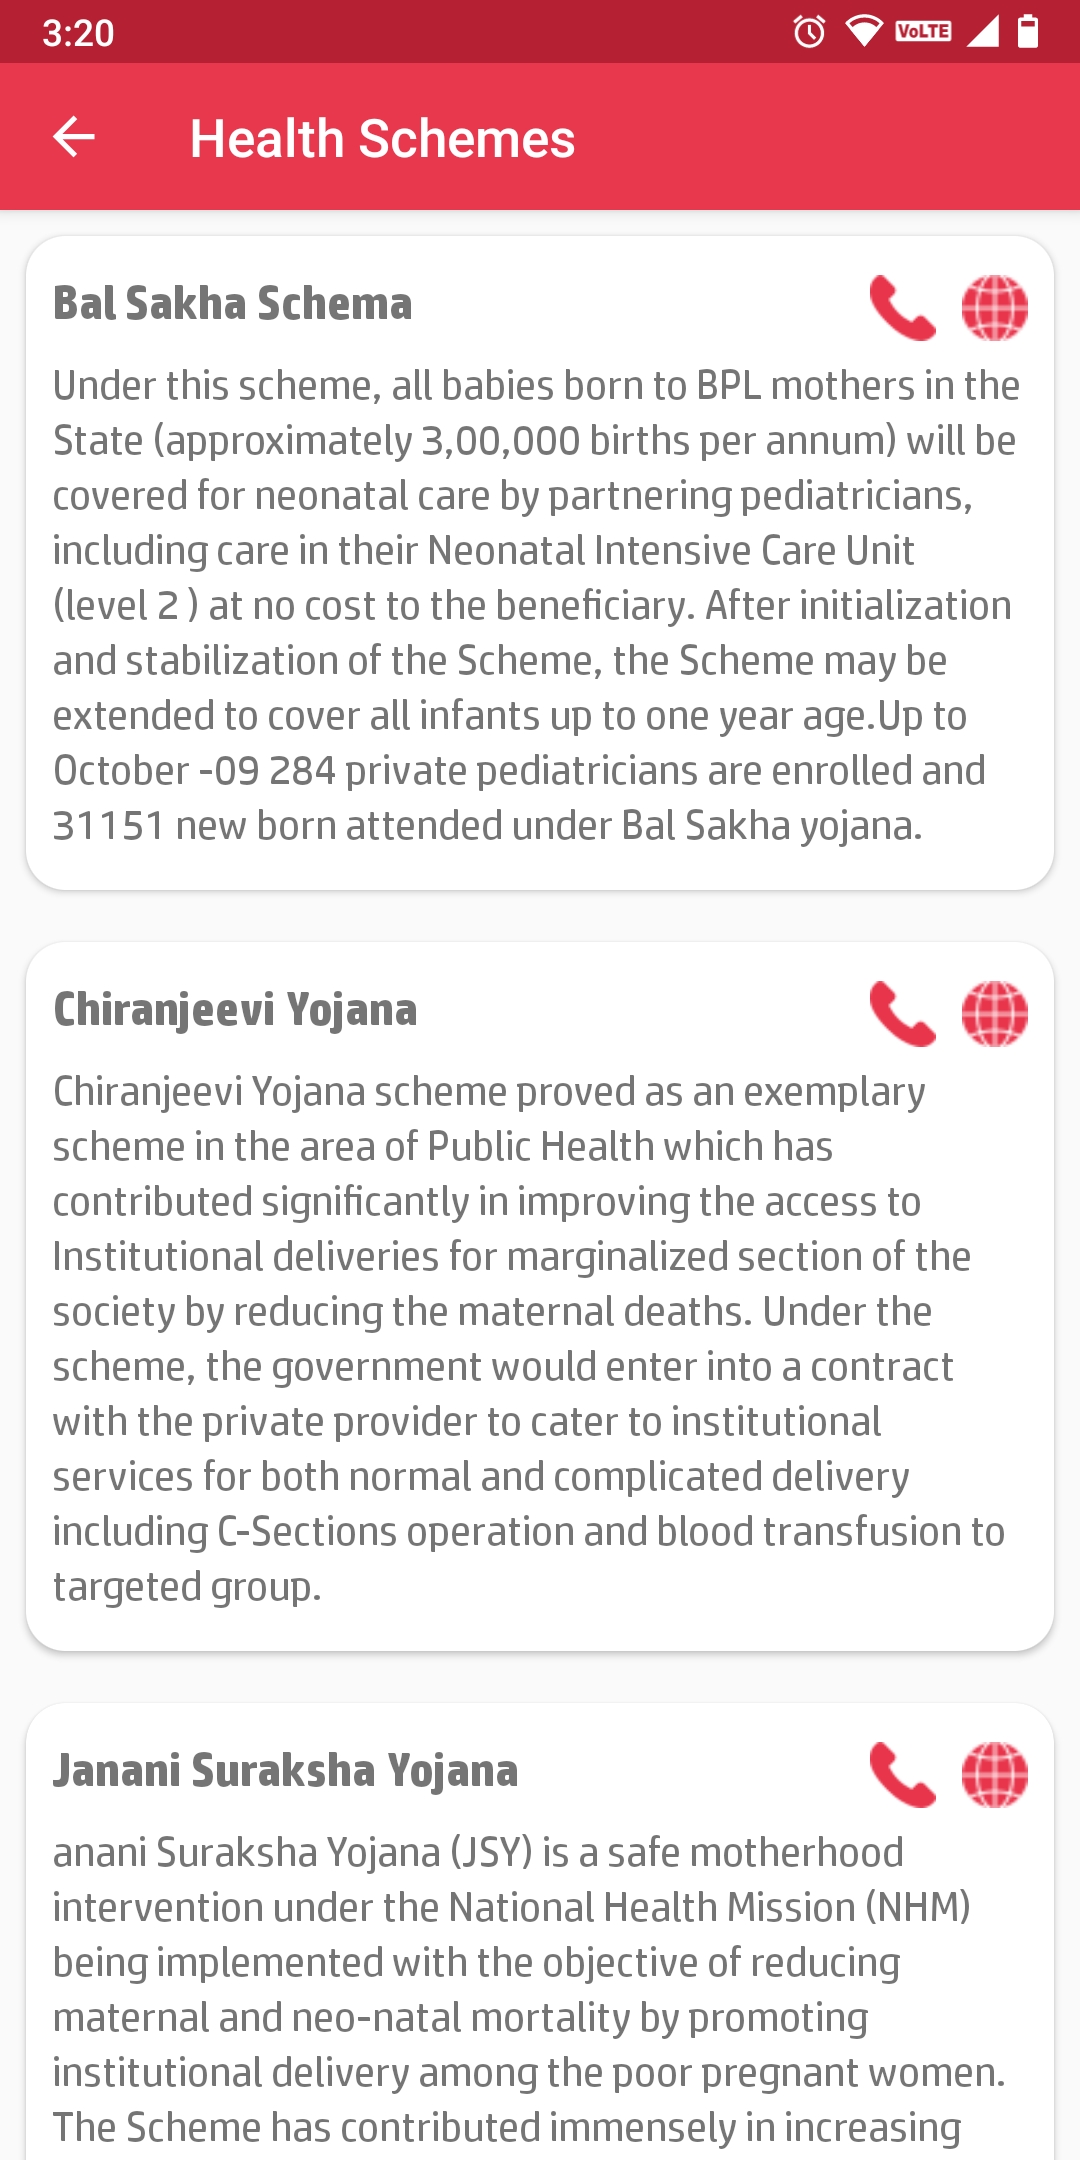 3:20
VoLTE
Health Schemes
Bal Sakha Schema
Under this scheme, all babies born to BPL mothers in the
State (approximately 3,00,000 births per annum) will be
covered for neonatal care by partnering pediatricians,
including care in their Neonatal Intensive Care Unit
(level 2 ) at no cost to the beneficiary. After initialization
and stabilization of the Scheme, the Scheme may be
extended to cover all infants up to one year age.Up to
October -09 284 private pediatricians are enrolled and
31151 new born attended under Bal Sakha yojana.
Chiranjeevi Yojana
Chiranjeevi Yojana scheme proved as an exemplary
scheme in the area of Public Health which has
contributed significantly in improving the access to
Institutional deliveries for marginalized section of the
society by reducing the maternal deaths. Under the
scheme, the government would enter into a contract
with the private provider to cater to institutional
services for both normal and complicated delivery
including C-Sections operation and blood transfusion to
targeted group.
Janani Suraksha Yojana
anani Suraksha Yojana (JSY) is a safe motherhood
intervention under the National Health Mission (NHM)
being implemented with the objective of reducing
maternal and neo-natal mortality by promoting
institutional delivery among the poor pregnant women.
The Scheme has contributed immensely in increasing